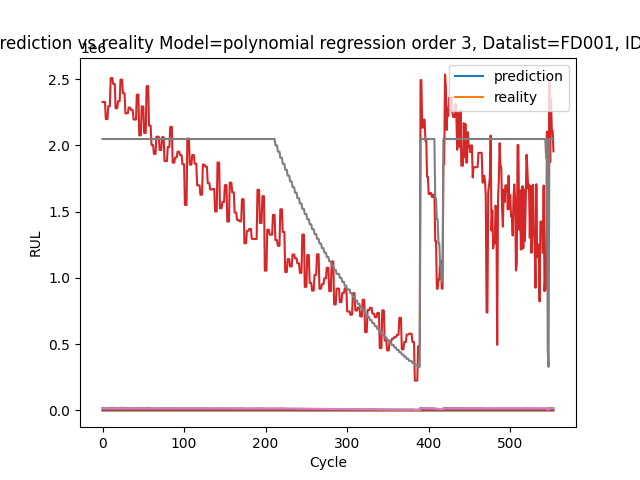 rediction vs reality Model=polynomial regression order 3, Datalist=FD001, ID
1e6
prediction
reality
2.5
2.0
1.5
1.0
0.5
0.0
RUL
0 100 200 300 400 500
Cycle